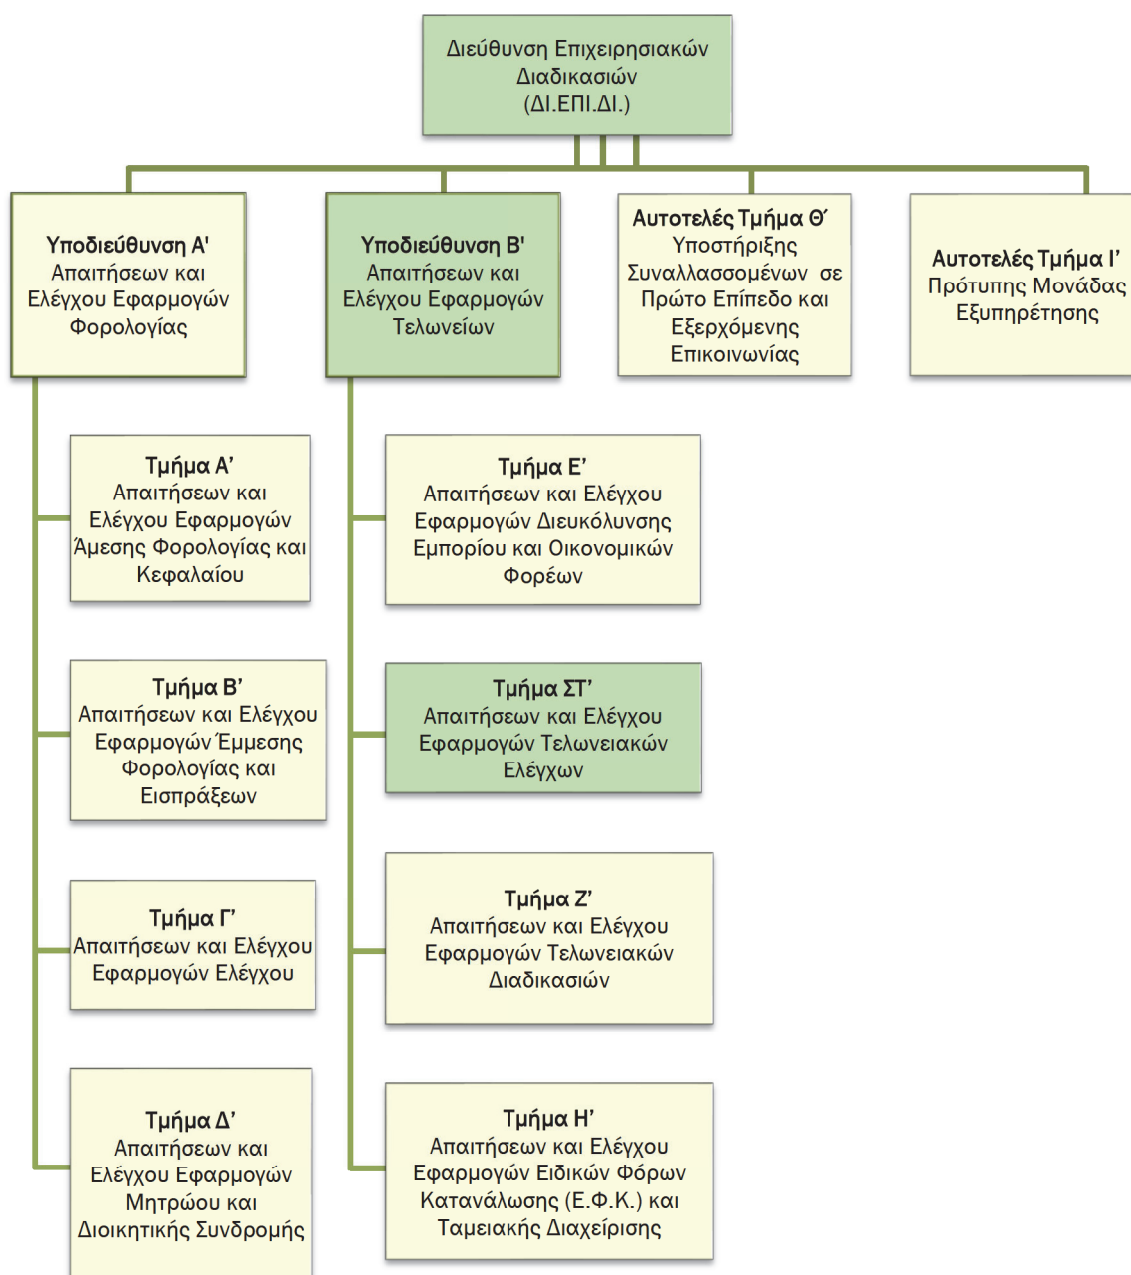 Διεύθυνση Επιχειρησιακών
Διαδικασιών
(ΔΙ.ΕΠΙ.ΔΙ.)
Υποδιεύθυνση Α'
Απαιτήσεων και
Ελέγχου Εφαρμογών
Φορολογίας
Υποδιεύθυνση Β'
Απαιτήσεων και
Ελέγχου Εφαρμογών
Τελωνείων
Αυτοτελές Τμήμα Θ΄
Υποστήριξης
Συναλλασσομένων σε
Πρώτο Επίπεδο και
Εξερχόμενης
Επικοινωνίας
Αυτοτελές Τμήμα Ι’
Πρότυπης Μονάδας
Εξυπηρέτησης
Τμήμα Α’
Απαιτήσεων και
Ελέγχου Εφαρμογών
Άμεσης Φορολογίας και
Κεφαλαίου
Τμήμα Β’
Απαιτήσεων και Ελέγχου
Εφαρμογών Έμμεσης
Φορολογίας και
Εισπράξεων
Τμήμα Γ’
Απαιτήσεων και Ελέγχου
Εφαρμογών Ελέγχου
Τμήμα Δ’
Απαιτήσεων και
Ελέγχου Εφαρμογών
Μητρώου και
Διοικητικής Συνδρομής
Τμήμα Ε’
Απαιτήσεων και Ελέγχου
Εφαρμογών Διευκόλυνσης
Εμπορίου και Οικονομικών
Φορέων
Τμήμα ΣΤ’
Απαιτήσεων και Ελέγχου
Εφαρμογών Τελωνειακών
Ελέγχων
Τμήμα Ζ’
Απαιτήσεων και Ελέγχου
Εφαρμογών Τελωνειακών
Διαδικασιών
Τμήμα Η’
Απαιτήσεων και Ελέγχου
Εφαρμογών Ειδικών Φόρων
Κατανάλωσης (Ε.Φ.Κ.) και
Ταμειακής Διαχείρισης